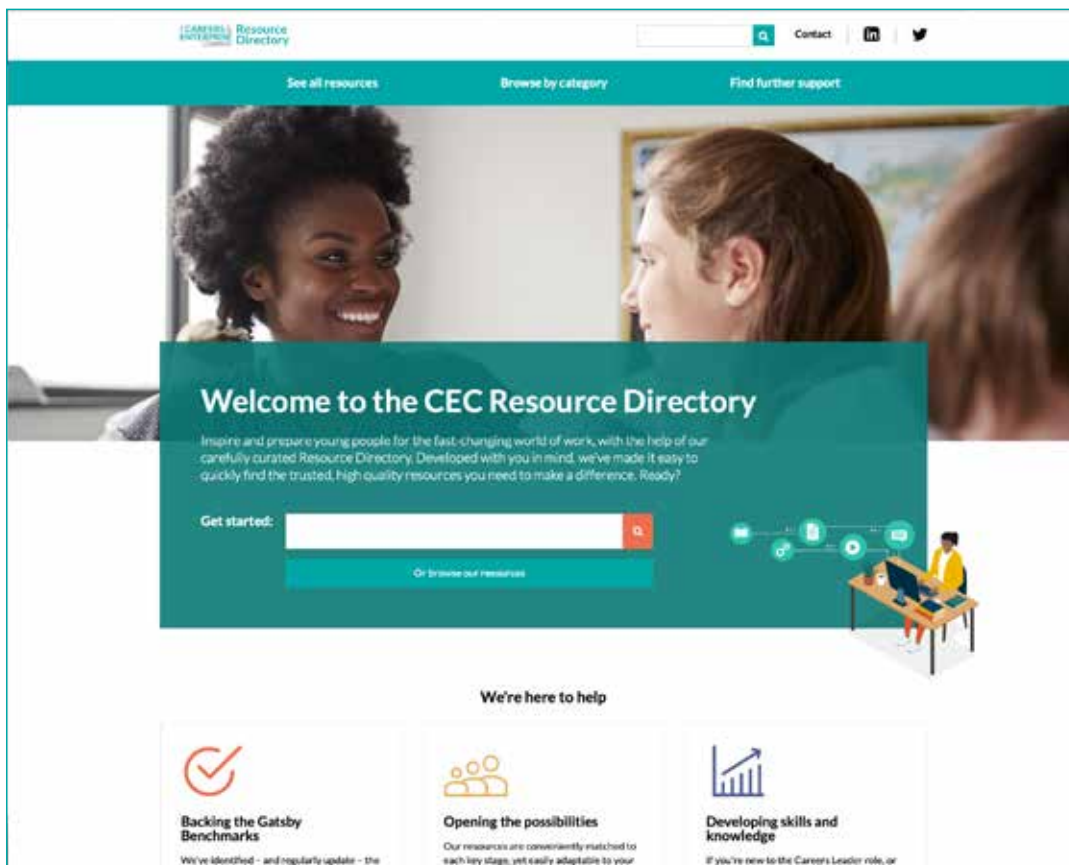 CAREERS & ENTERPRISE
Resource
Directory
Contact
in
See all resources
Browse by category
Find further support
Welcome to the CEC Resource Directory
Inspire and prepare young people for the fast-changing world of work, with the help of our
carefully curated Resource Directory. Developed with you in mind, we've made it easy to
quickly find the trusted, high quality resources you need to make a difference. Ready?
Get started:
Or browse our resources
We're here to help
Backing the Gatsby
Benchmarks
We've identified – and regularly update – the
Opening the possibilities
Our resources are conveniently matched to
each key stage, yet easily adaptable to your
Developing skills and
knowledge
If you're new to the Careers Leader role, or